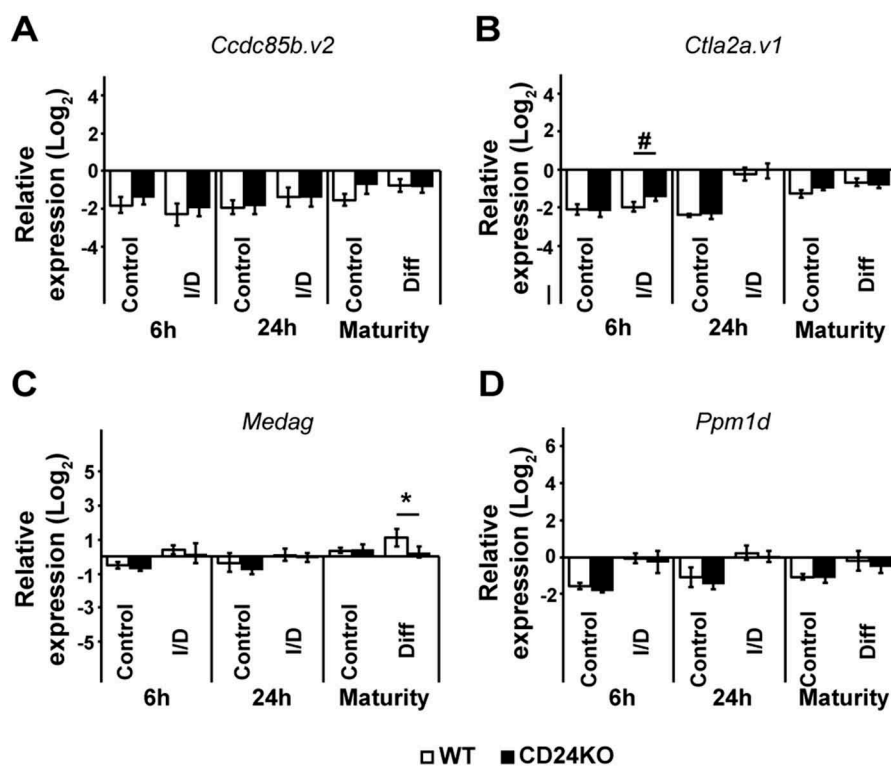 A
Ccdc85b.v2
Relative
expression (Log2)
4
2
0
-2
-4
Control
I/D
Control
I/D
Control
Diff
6h
24h
Maturity
B
Ctla2a.v1
Relative
expression (Log2)
4
2
0
-2
-4
#
Control
I/D
Control
I/D
Control
Diff
6h
24h
Maturity
C
Medag
Relative
expression (Log2)
5
3
1
-1
-3
-5
*
Control
I/D
Control
I/D
Control
Diff
6h
24h
Maturity
D
Ppm1d
Relative
expression (Log2)
6
4
2
0
-2
Control
I/D
Control
I/D
Control
Diff
6h
24h
Maturity
WT
CD24KO